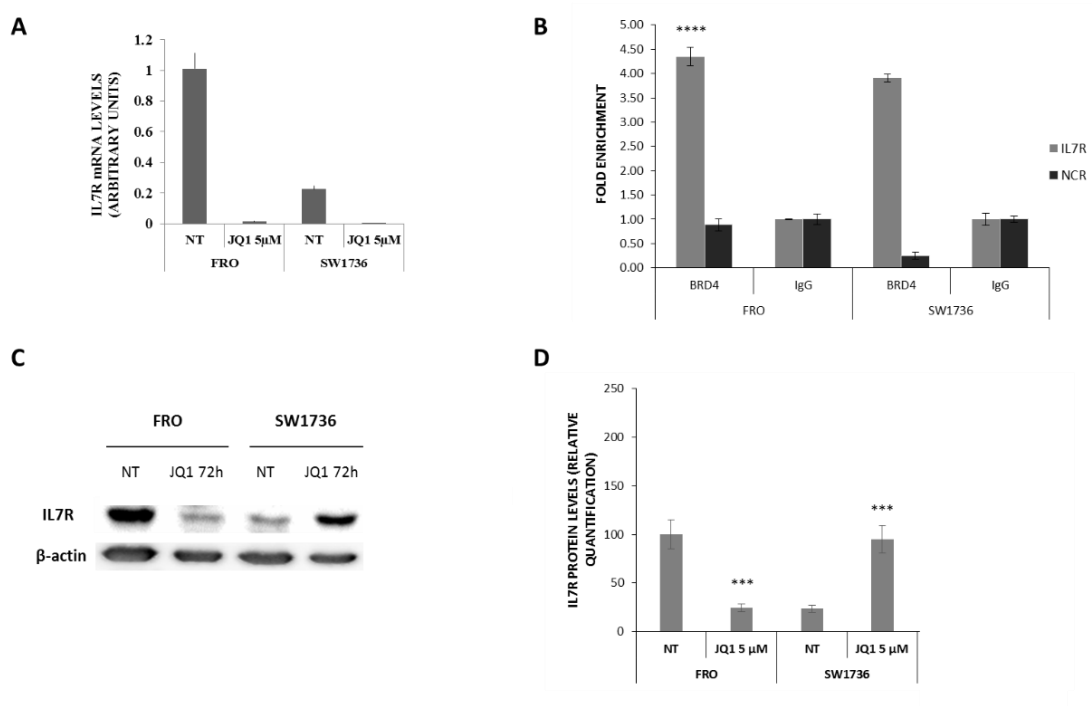 A
IL7R mRNA LEVELS
(ARBITRARY UNITS)
1.2
1
0.8
0.6
0.4
0.2
0
NT
JQ1 5µM
NT
JQ1 5µM
FRO
SW1736
B
FOLD ENRICHMENT
5.00
4.50
4.00
3.50
3.00
2.50
2.00
1.50
1.00
0.50
0.00
****
BRD4
IgG
BRD4
IgG
FRO
SW1736
IL7R
NCR
C
FRO
SW1736
NT
JQ1 72h
NT
JQ1 72h
IL7R
β-actin
D
IL7R PROTEIN LEVELS (RELATIVE
QUANTIFICATION)
250
200
150
100
50
0
***
***
NT
JQ1 5 µM
NT
JQ1 5 µM
FRO
SW1736